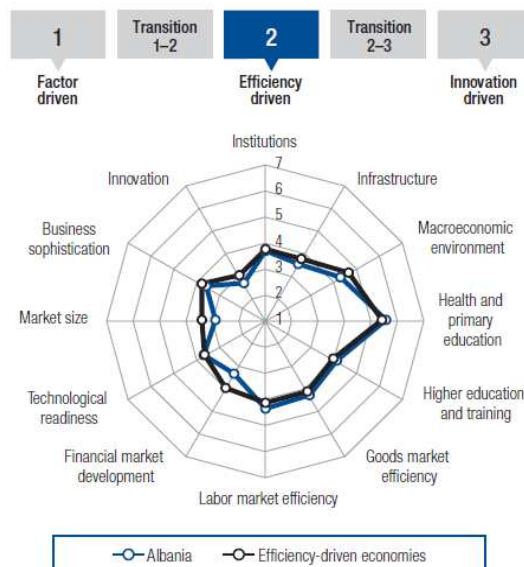 1
Transition
1–2
2
Transition
2–3
3
Factor
driven
Efficiency
driven
Innovation
driven
Institutions
7
6
5
4
3
2
1
Innovation
Infrastructure
Business
sophistication
Macroeconomic
environment
Market size
Health and
primary
education
Technological
readiness
Higher education
and training
Financial market
development
Goods market
efficiency
Labor market efficiency
Albania
Efficiency-driven economies